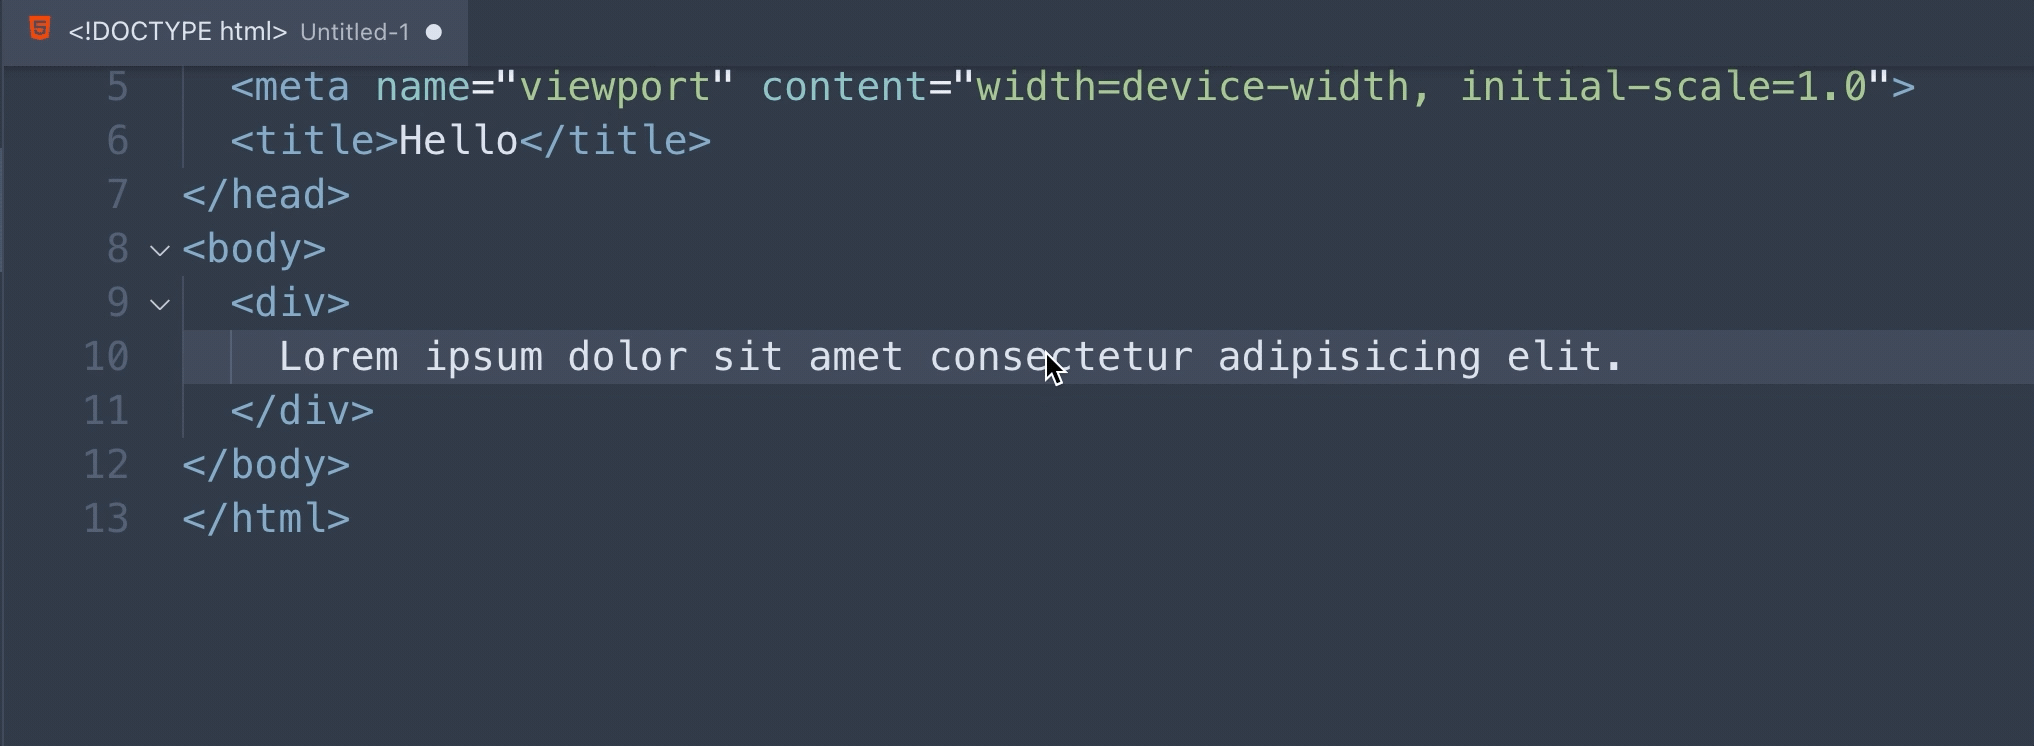 <!DOCTYPE html> Untitled-1
5 <meta name="viewport" content="width=device-width, initial-scale=1.0">
6 <title>Hello</title>
7 </head>
8 <body>
9 <div>
10 Lorem ipsum dolor sit amet consectetur adipisicing elit.
11 </div>
12 </body>
13 </html>